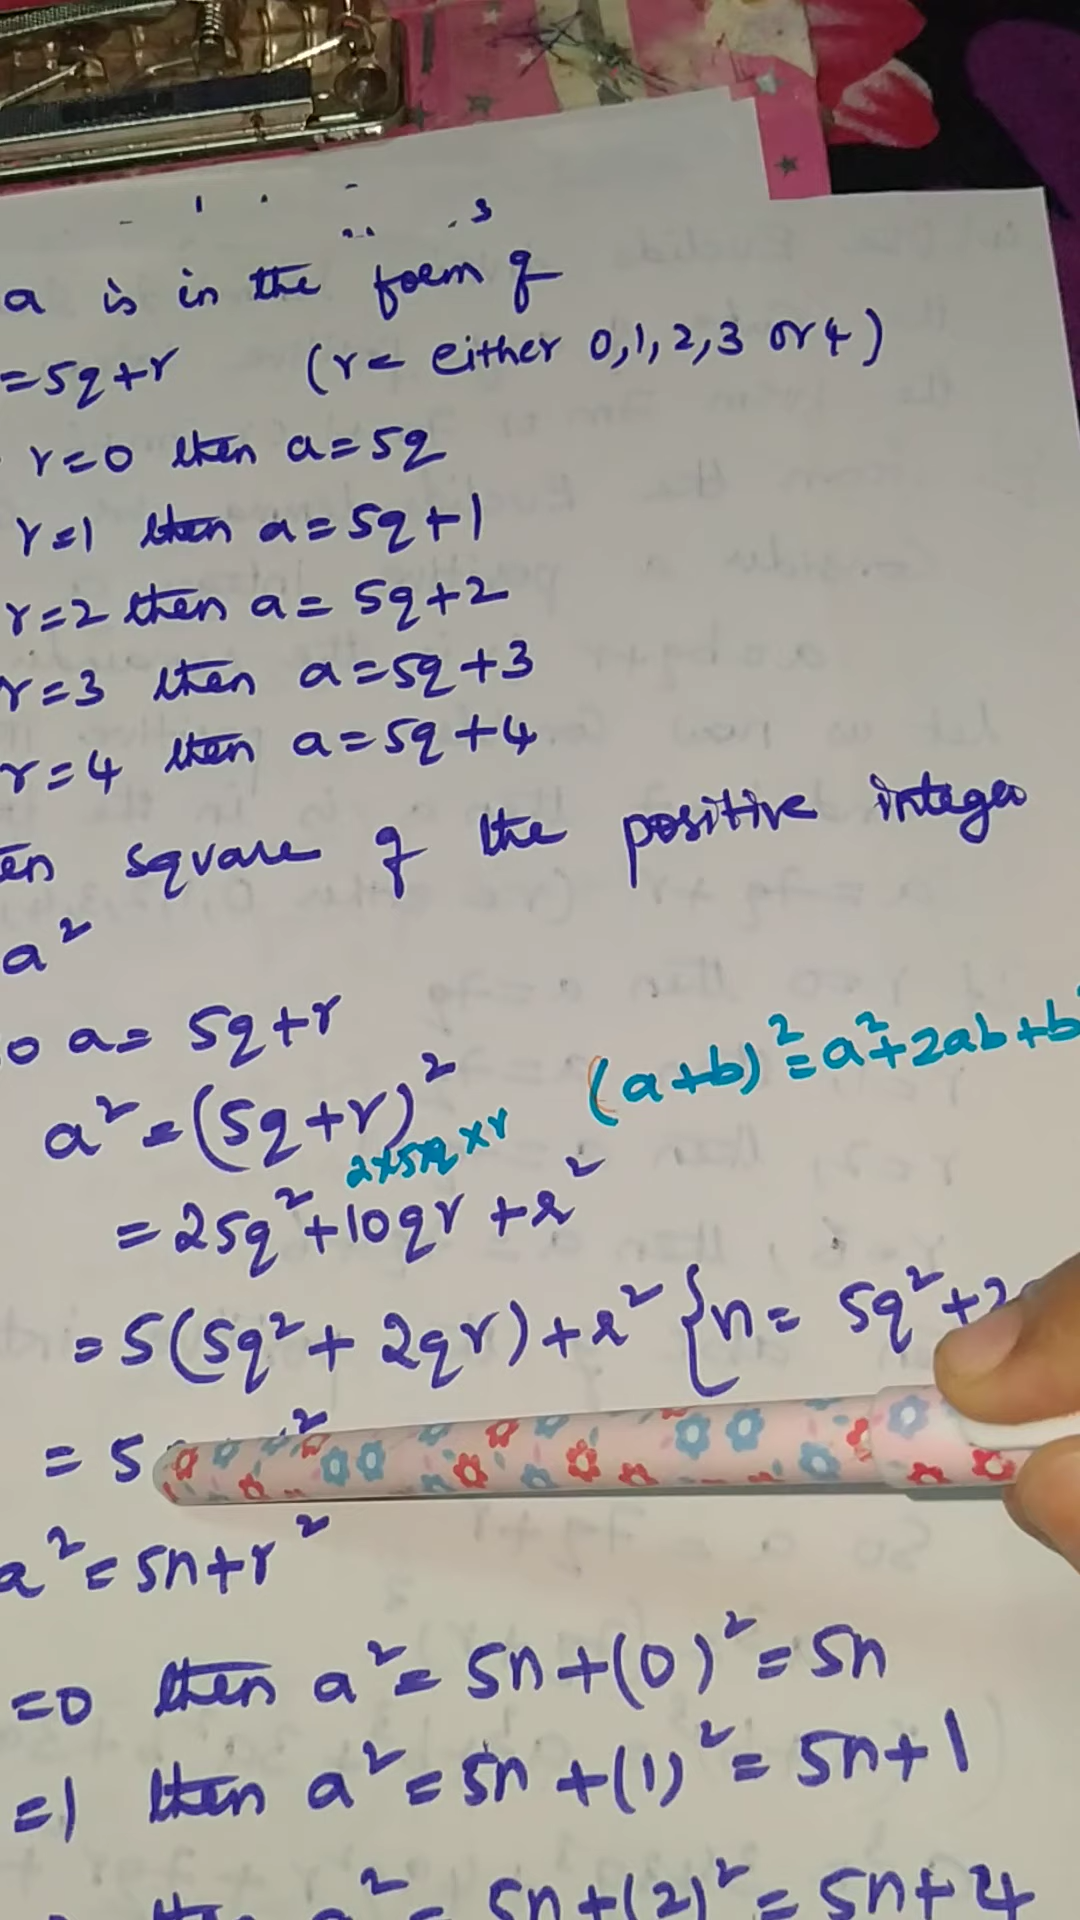 a is in the form of
=5q+r (r= either 0,1,2,3 or 4)
r=0 then a=5q
r=1 then a=5q+1
r=2 then a=5q+2
r=3 then a=5q+3
r=4 then a=5q+4
square of the positive integer
a²
a= 5q+r
(a+b)²=a²+2ab+b²
a²=(5q+r)²
2×5q×r
=25q²+10qr+r²
=5(5q²+2qr)+r² {n= 5q²+2
= 5
a²=5n+r²
=0 then a²=5n+(0)²=5n
=1 then a²=5n+(1)²=5n+1
then a²=5n+(2)²=5n+4